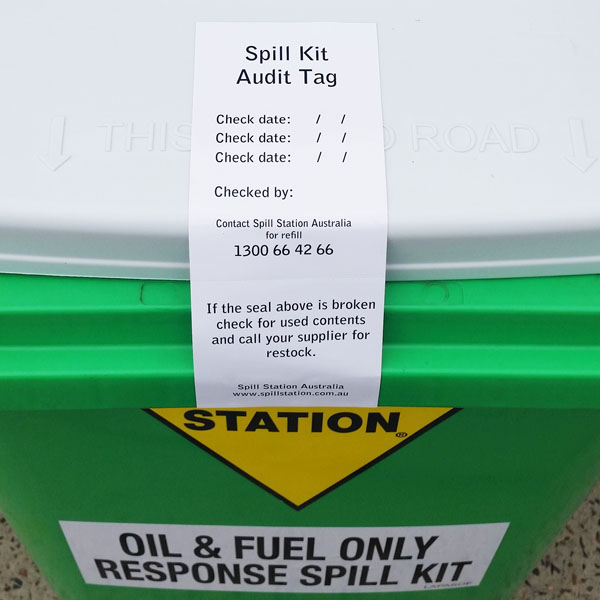 Spill Kit
Audit Tag
Check date: / /
Check date: / /
Check date: / /
Checked by:
Contact Spill Station Australia
for refill
1300 66 42 66
THIS ROAD
If the seal above is broken
check for used contents
and call your supplier for
restock.
Spill Station Australia
www.spillstation.com.au
STATION®
OIL & FUEL ONLY
RESPONSE SPILL KIT